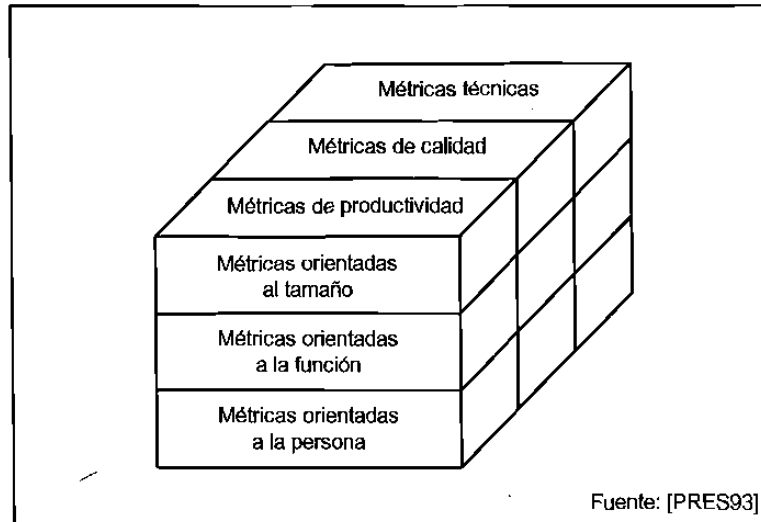 Métricas técnicas
Métricas de calidad
Métricas de productividad
Métricas orientadas
al tamaño
Métricas orientadas
a la función
Métricas orientadas
a la persona
Fuente: [PRES93]